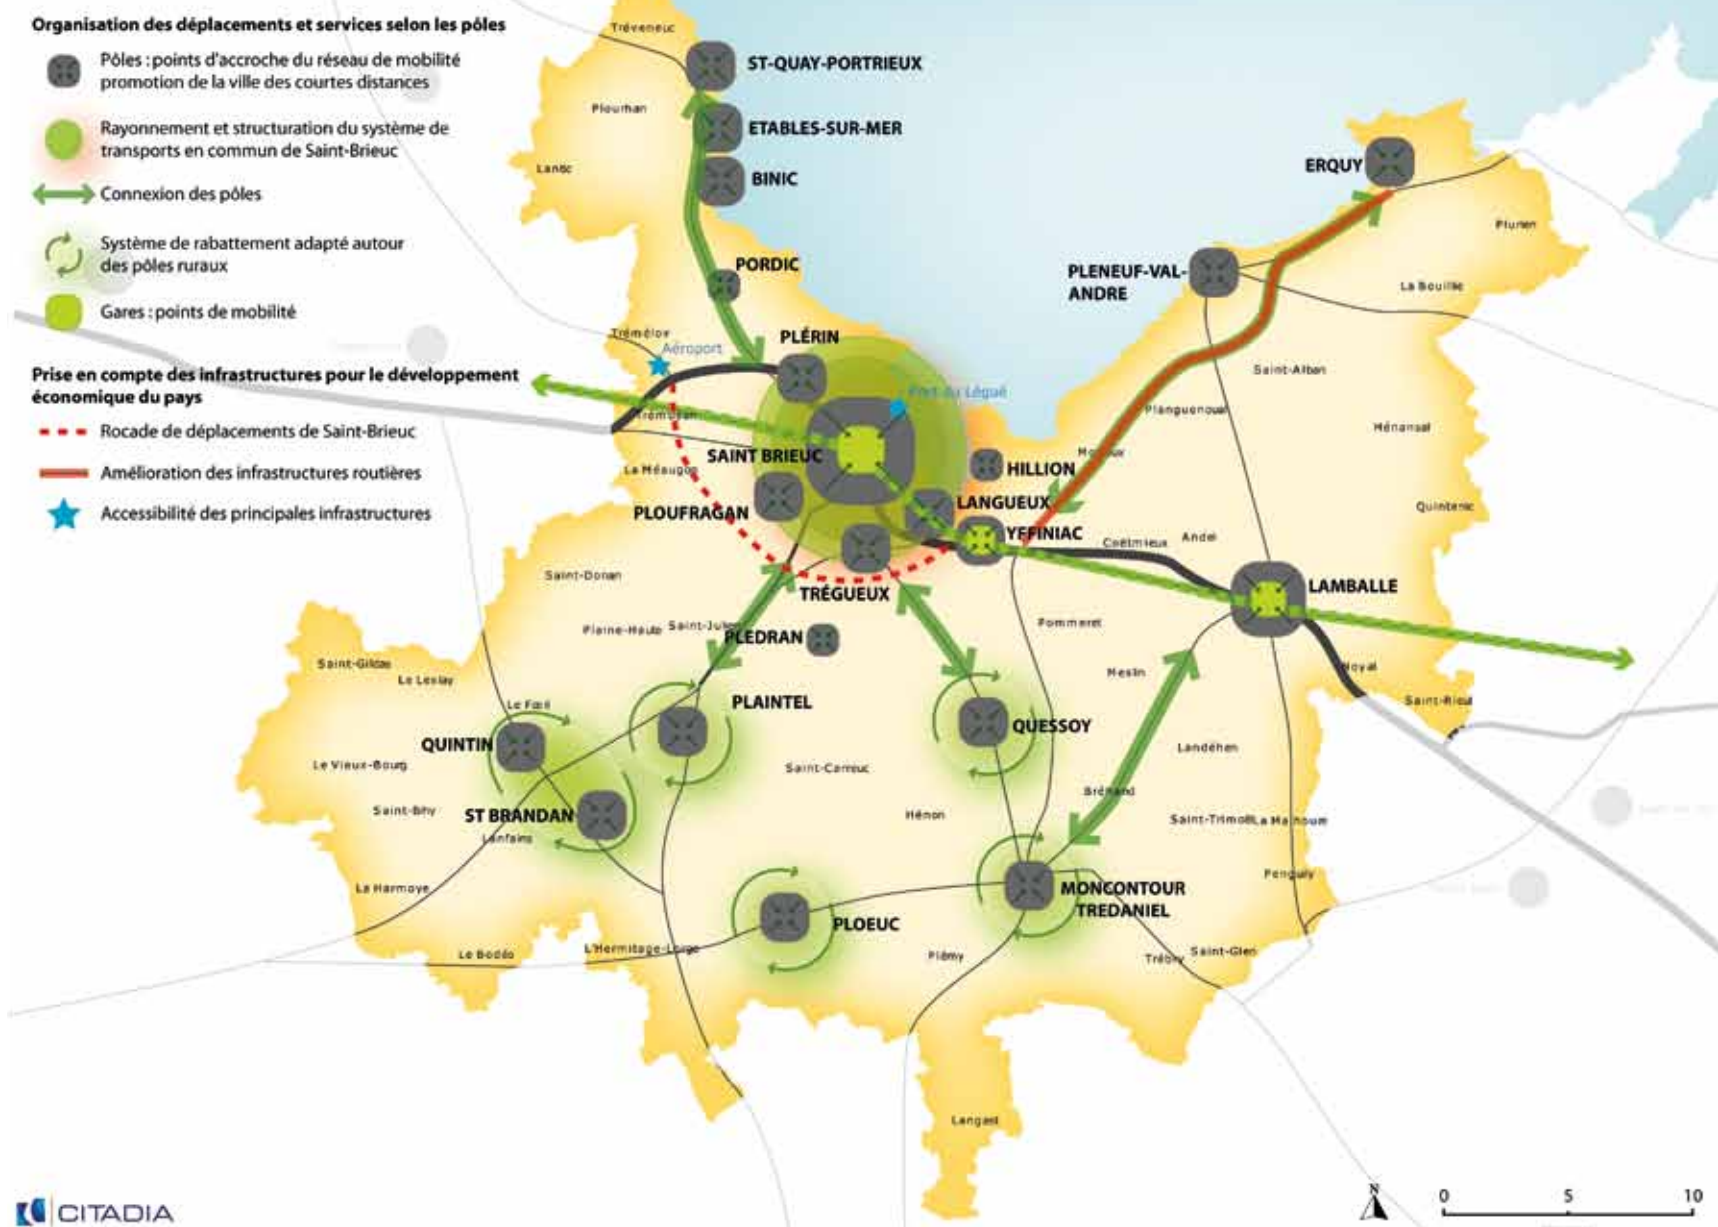 Organisation des déplacements et services selon les pôles
Pôles : points d'accroche du réseau de mobilité
promotion de la ville des courtes distances
Rayonnement et structuration du système de
transports en commun de Saint-Brieuc
Connexion des pôles
Système de rabattement adapté autour
des pôles ruraux
Gares : points de mobilité
Prise en compte des infrastructures pour le développement
économique du pays
Rocade de déplacements de Saint-Brieuc
Amélioration des infrastructures routières
Accessibilité des principales infrastructures
Tréveneuc
ST-QUAY-PORTRIEUX
Plourhan
ETABLES-SUR-MER
Lantic
BINIC
ERQUY
Plurien
PORDIC
PLENEUF-VAL-
ANDRE
La Bouillie
Trémeloir
Aéroport
PLÉRIN
Saint-Alban
Port du Légué
Planguenoual
Trémuson
Hénansal
SAINT BRIEUC
La Méaugon
HILLION
Morieux
PLOUFRAGAN
LANGUEUX
Quintenic
YFFINIAC
Coëtmieux
Andel
Saint-Donan
TRÉGUEUX
LAMBALLE
Plaine-Haute
Saint-Julien
PLEDRAN
Pommeret
Saint-Gildas
Le Leslay
Meslin
Noyal
Le Foeil
PLAINTEL
Saint-Rieul
QUINTIN
QUESSOY
Landéhen
Le Vieux-Bourg
Saint-Carreuc
Saint-Bihy
ST BRANDAN
Hénon
Bréhand
Saint-Trimoël
La Malhoure
Lanfains
La Harmoye
Penguily
MONCONTOUR
TREDANIEL
PLOEUC
Le Bodéo
L'Hermitage-Lorge
Plémy
Trébry
Saint-Glen
Langast
CITADIA
N
0 5 10